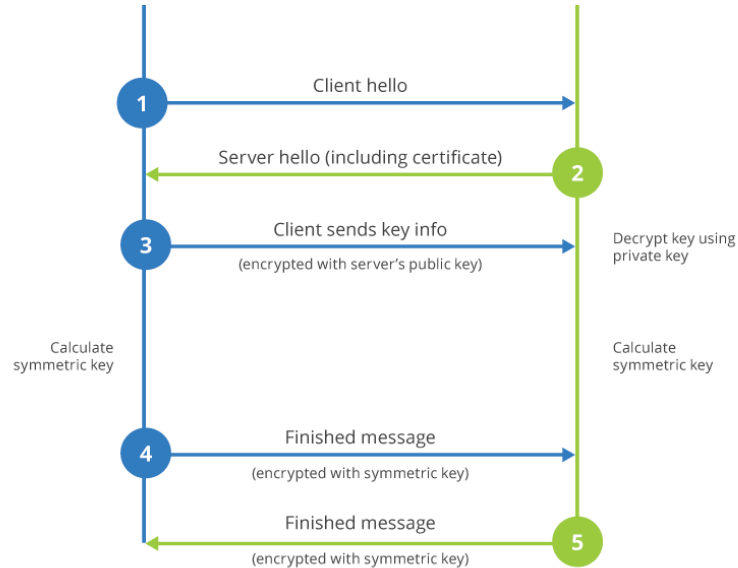 1
Client hello
Server hello (including certificate)
2
3
Client sends key info
(encrypted with server’s public key)
Decrypt key using
private key
Calculate
symmetric key
Calculate
symmetric key
4
Finished message
(encrypted with symmetric key)
Finished message
5
(encrypted with symmetric key)